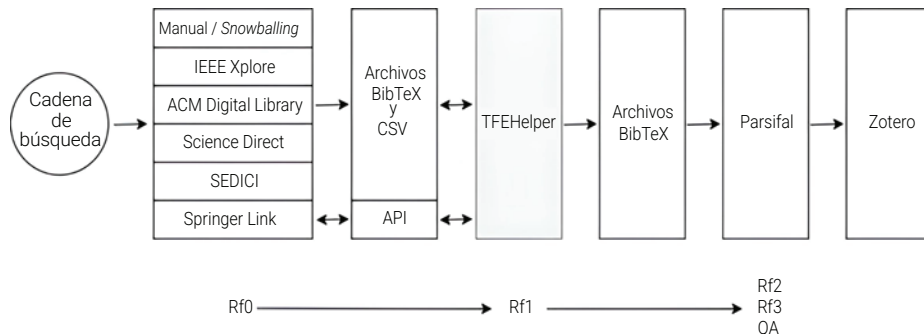 Cadena
de
búsqueda
Manual / Snowballing
IEEE Xplore
ACM Digital Library
Science Direct
SEDICI
Springer Link
Archivos
BibTeX
y
CSV
API
TFEHelper
Archivos
BibTeX
Parsifal
Zotero
Rf0
Rf1
Rf2
Rf3
QA